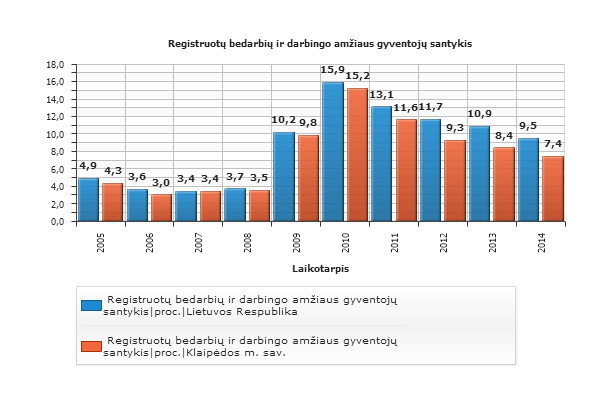 Registruotų bedarbių ir darbingo amžiaus gyventojų santykis
18,0
16,0
14,0
12,0
10,0
8,0
6,0
4,0
2,0
0,0
4,9 4,3 3,6 3,0 3,4 3,4 3,7 3,5 10,2 9,8 15,9 15,2 13,1 11,6 11,7 9,3 10,9 8,4 9,5 7,4
2005 2006 2007 2008 2009 2010 2011 2012 2013 2014
Laikotarpis
Registruotų bedarbių ir darbingo amžiaus gyventojų
santykis|proc.|Lietuvos Respublika
Registruotų bedarbių ir darbingo amžiaus gyventojų
santykis|proc.|Klaipėdos m. sav.